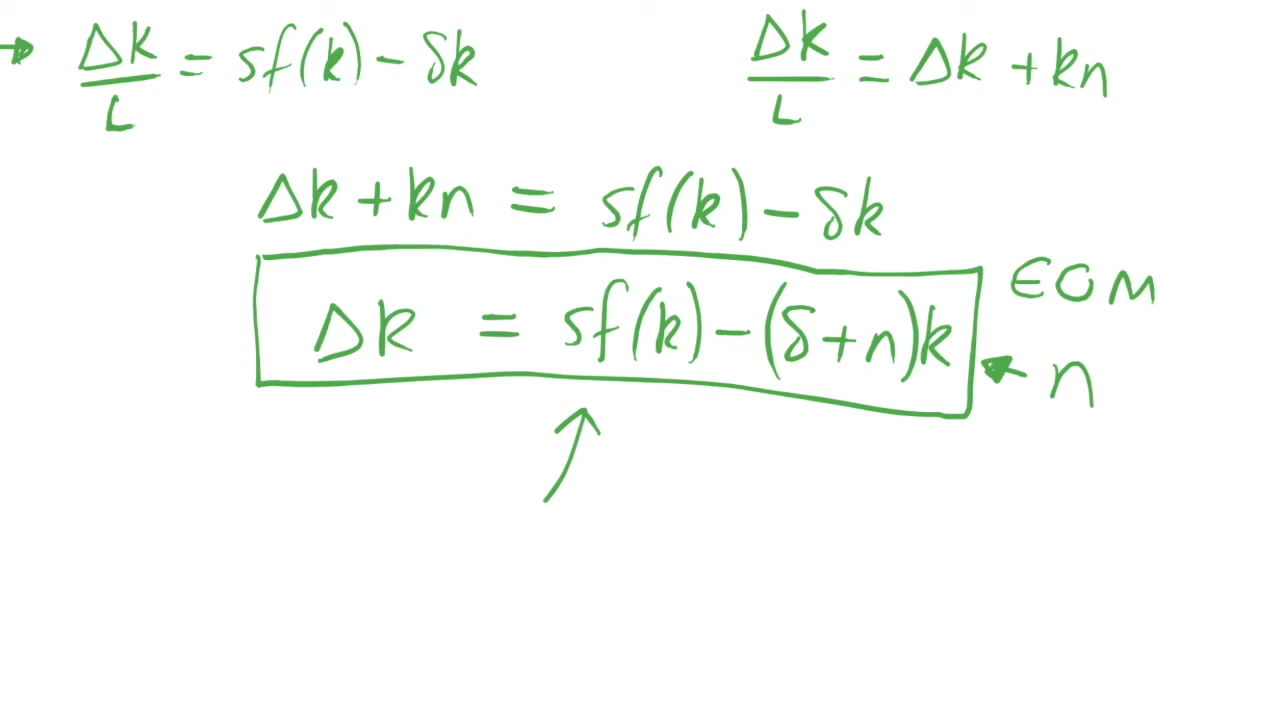 ΔK/L = sf(k) - δk
ΔK/L = Δk + kn
Δk + kn = sf(k) - δk
Δk = sf(k) - (δ+n)k
EOM
n